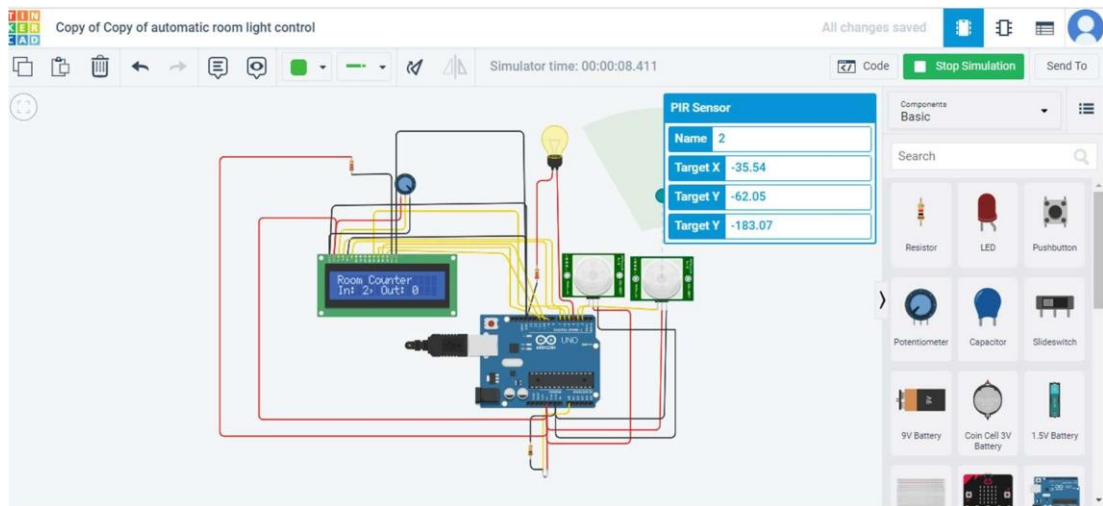 TIN
KER
CAD
Copy of Copy of automatic room light control
All changes saved
Simulator time: 00:00:08.411
Code
Stop Simulation
Send To
PIR Sensor
Name 2
Target X -35.54
Target Y -62.05
Target Y -183.07
Room Counter
In: 2› Out: 0
UNO
ARDUINO
Components
Basic
Search
Resistor
LED
Pushbutton
Potentiometer
Capacitor
Slideswitch
9V Battery
Coin Cell 3V
Battery
1.5V Battery